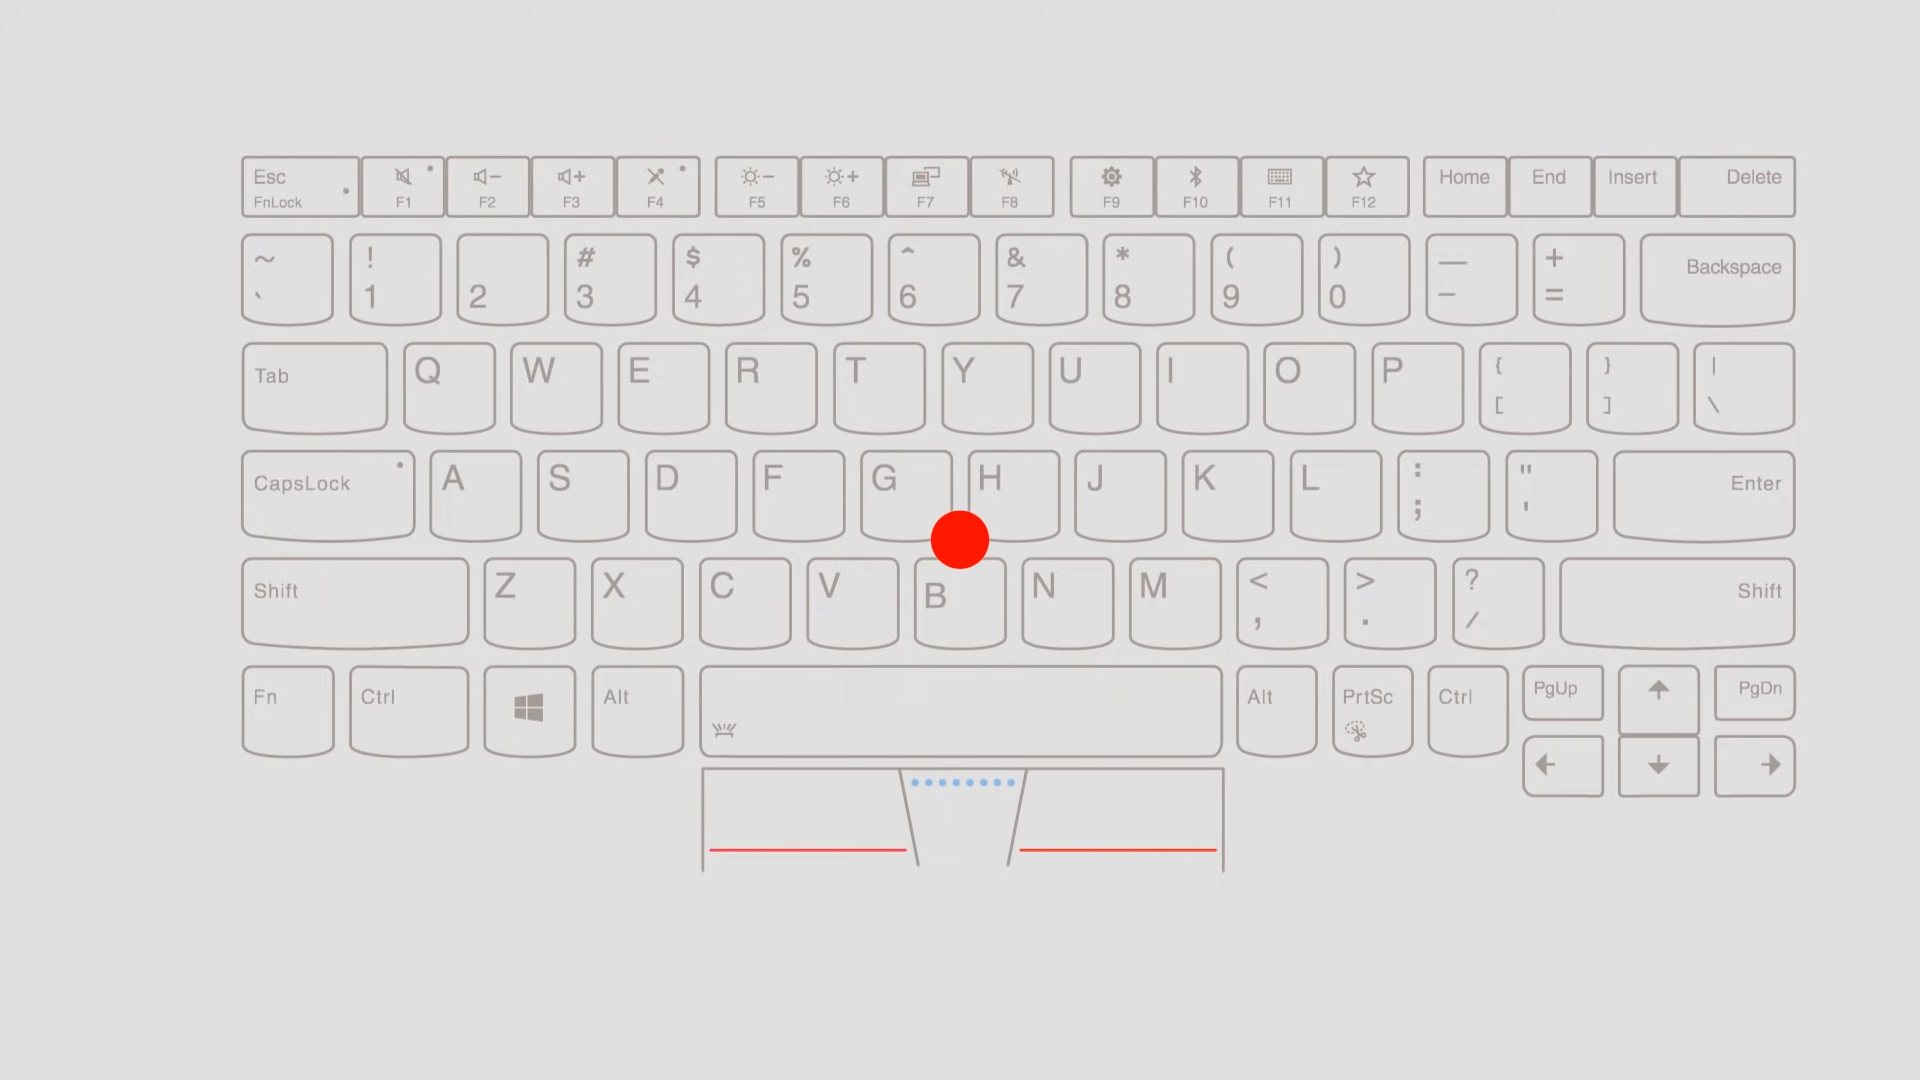 Esc Home End Insert Delete
FnLock F1 F2 F3 F4 F5 F6 F7 F8 F9 F10 F11 F12
~ ! # $ % ^ & * ( ) — + Backspace
` 1 2 3 4 5 6 7 8 9 0 - =
Tab Q W E R T Y U I O P { } |
[ ] \
CapsLock A S D F G H J K L : " Enter
; '
Shift Z X C V B N M < > ? Shift
, . /
Fn Ctrl Alt Alt PrtSc Ctrl PgUp PgDn